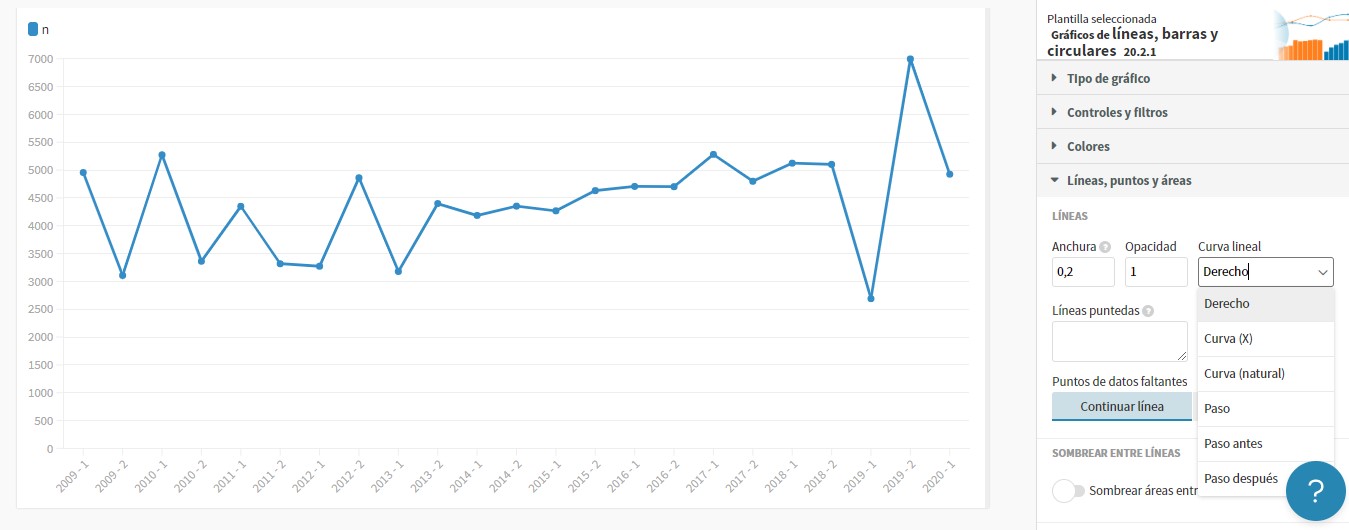 n
7000
6500
6000
5500
5000
4500
4000
3500
3000
2500
2000
1500
1000
500
0
2009 - 1
2009 - 2
2010 - 1
2010 - 2
2011 - 1
2011 - 2
2012 - 1
2012 - 2
2013 - 1
2013 - 2
2014 - 1
2014 - 2
2015 - 1
2015 - 2
2016 - 1
2016 - 2
2017 - 1
2017 - 2
2018 - 1
2018 - 2
2019 - 1
2019 - 2
2020 - 1
Plantilla seleccionada
Gráficos de líneas, barras y
circulares 20.2.1
Tipo de gráfico
Controles y filtros
Colores
Líneas, puntos y áreas
LÍNEAS
Anchura ? Opacidad Curva lineal
0,2 1 Derecho
Derecho
Líneas puntedas ?
Curva (X)
Curva (natural)
Puntos de datos faltantes
Continuar línea
Paso
Paso antes
SOMBREAR ENTRE LÍNEAS
Paso después
Sombrear áreas entr
?